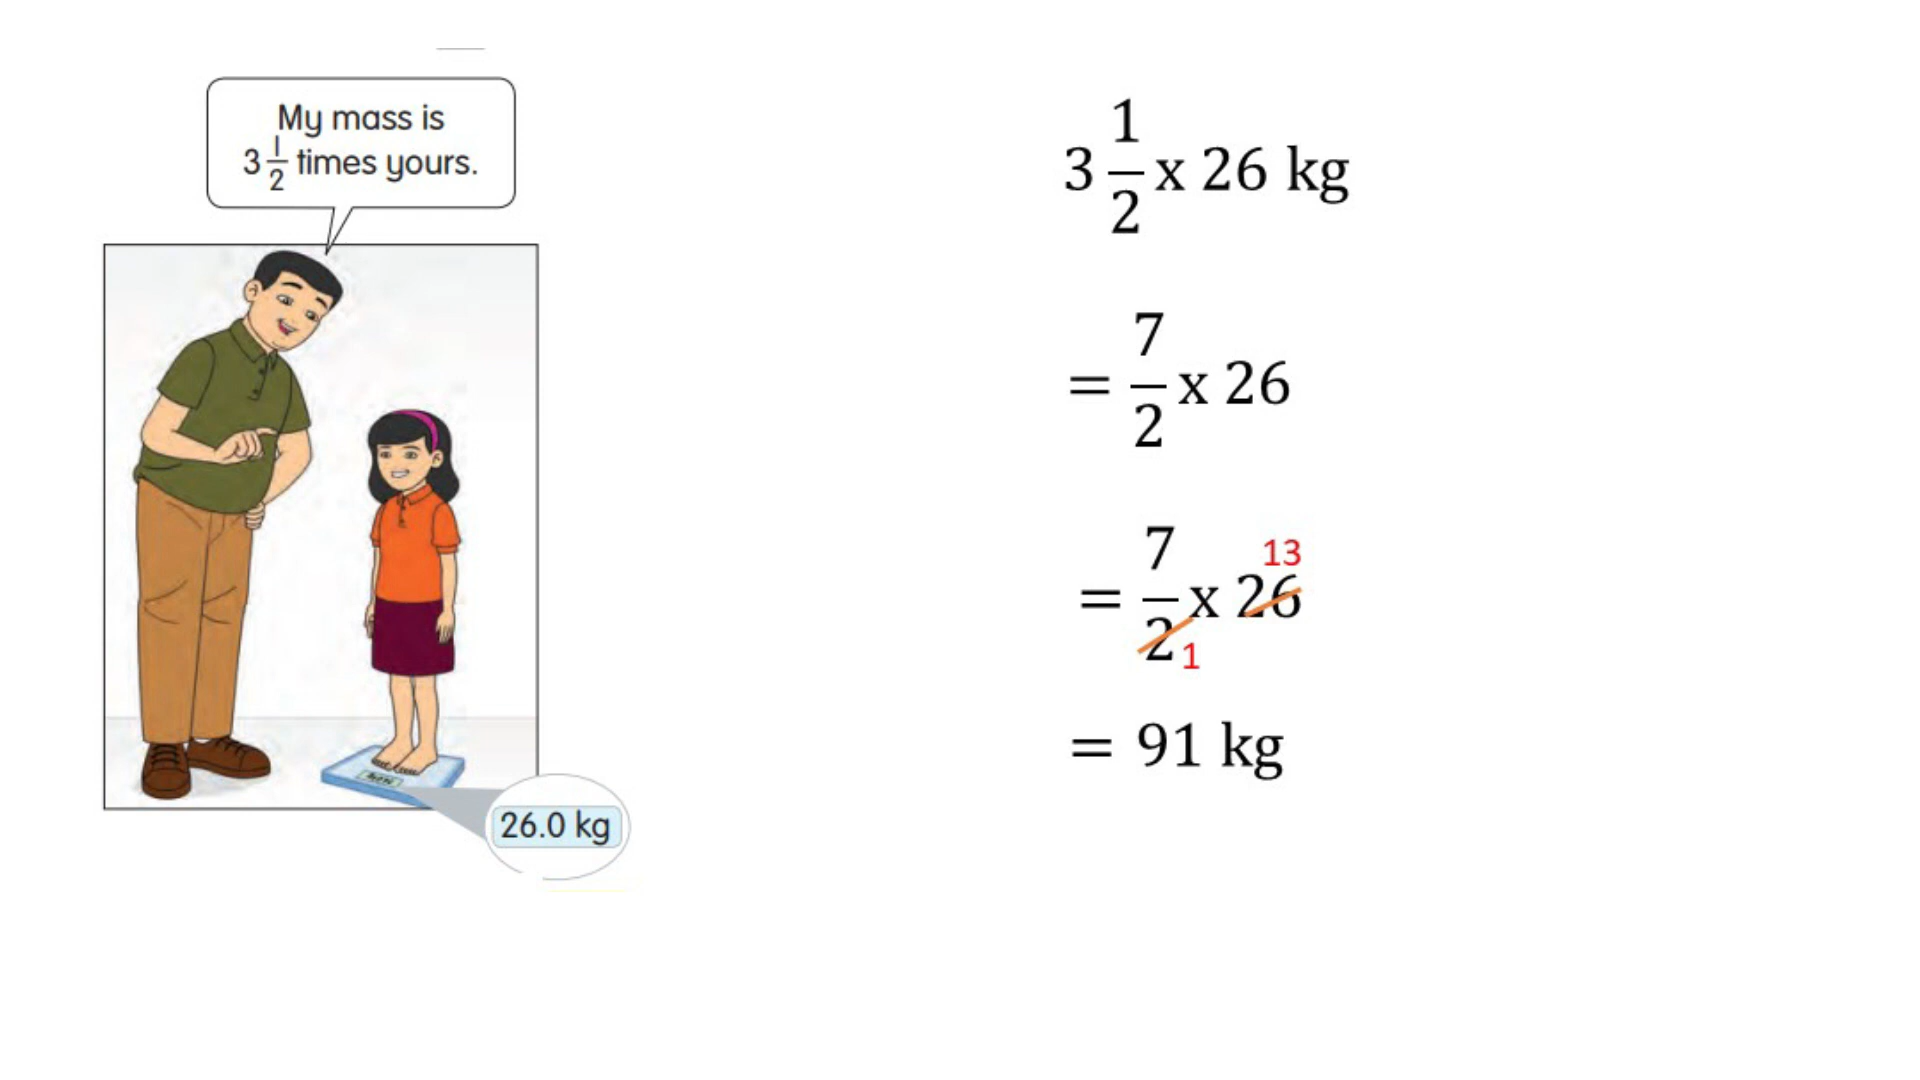 My mass is
3 1/2 times yours.
26.0 kg
3 1/2 x 26 kg
= 7/2 x 26
13
= 7/2 x 26
1
= 91 kg